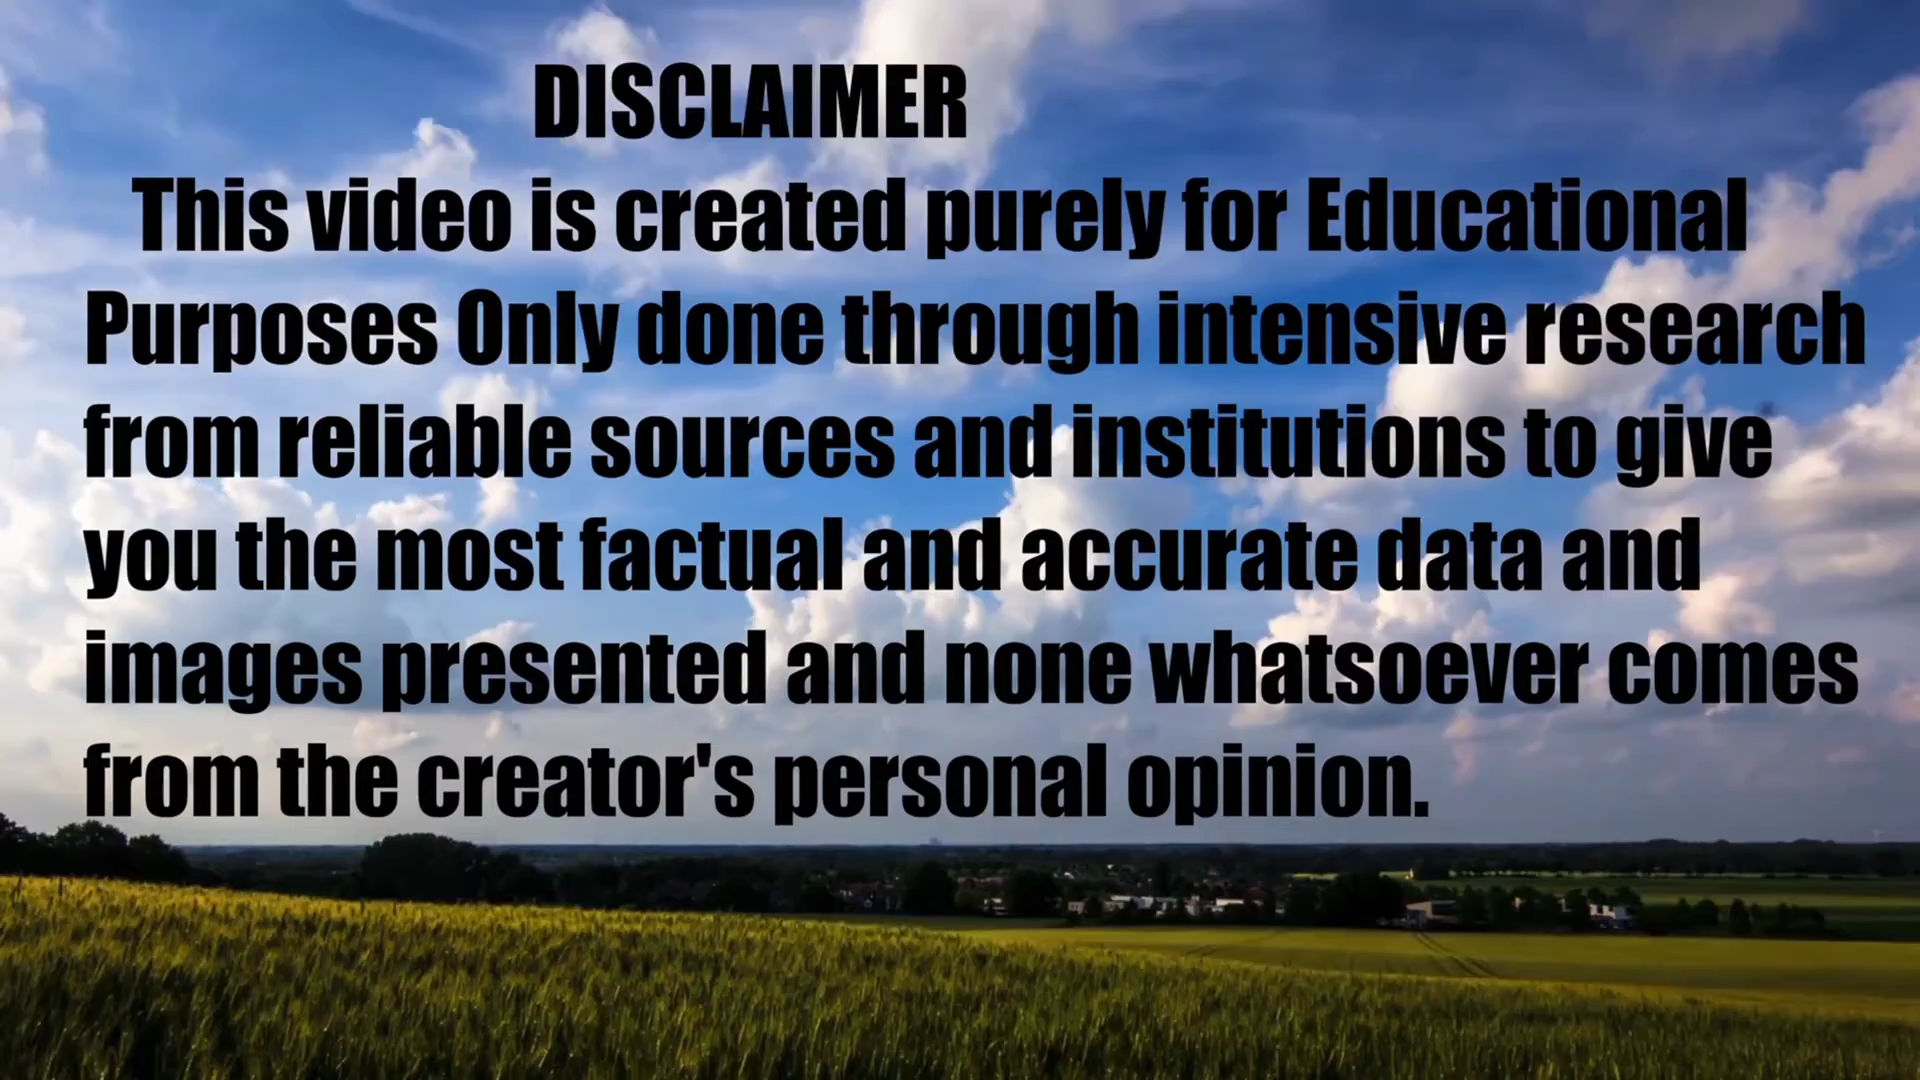 DISCLAIMER
This video is created purely for Educational
Purposes Only done through intensive research
from reliable sources and institutions to give
you the most factual and accurate data and
images presented and none whatsoever comes
from the creator's personal opinion.